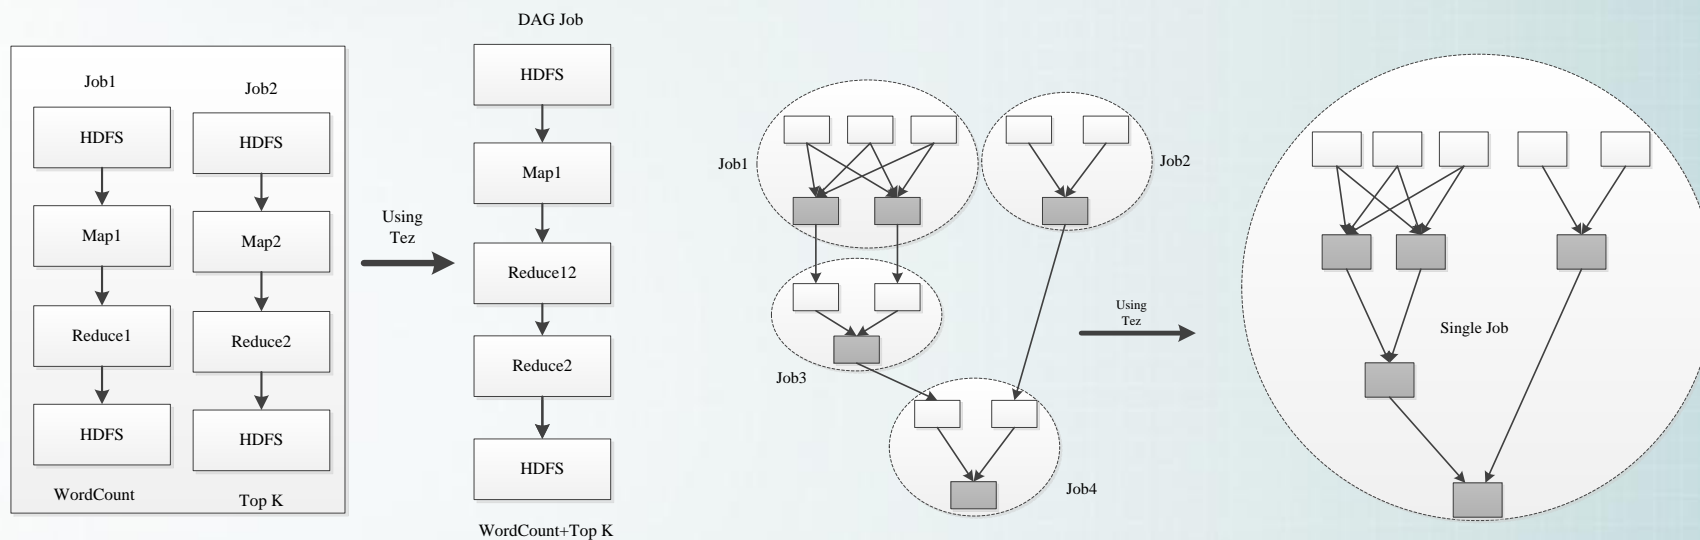 DAG Job
Job1
Job2
HDFS
Map1
Reduce1
HDFS
WordCount
HDFS
Map2
Reduce2
HDFS
Top K
Using
Tez
HDFS
Map1
Reduce12
Reduce2
HDFS
WordCount+Top K
Job1
Job2
Job3
Job4
Using
Tez
Single Job